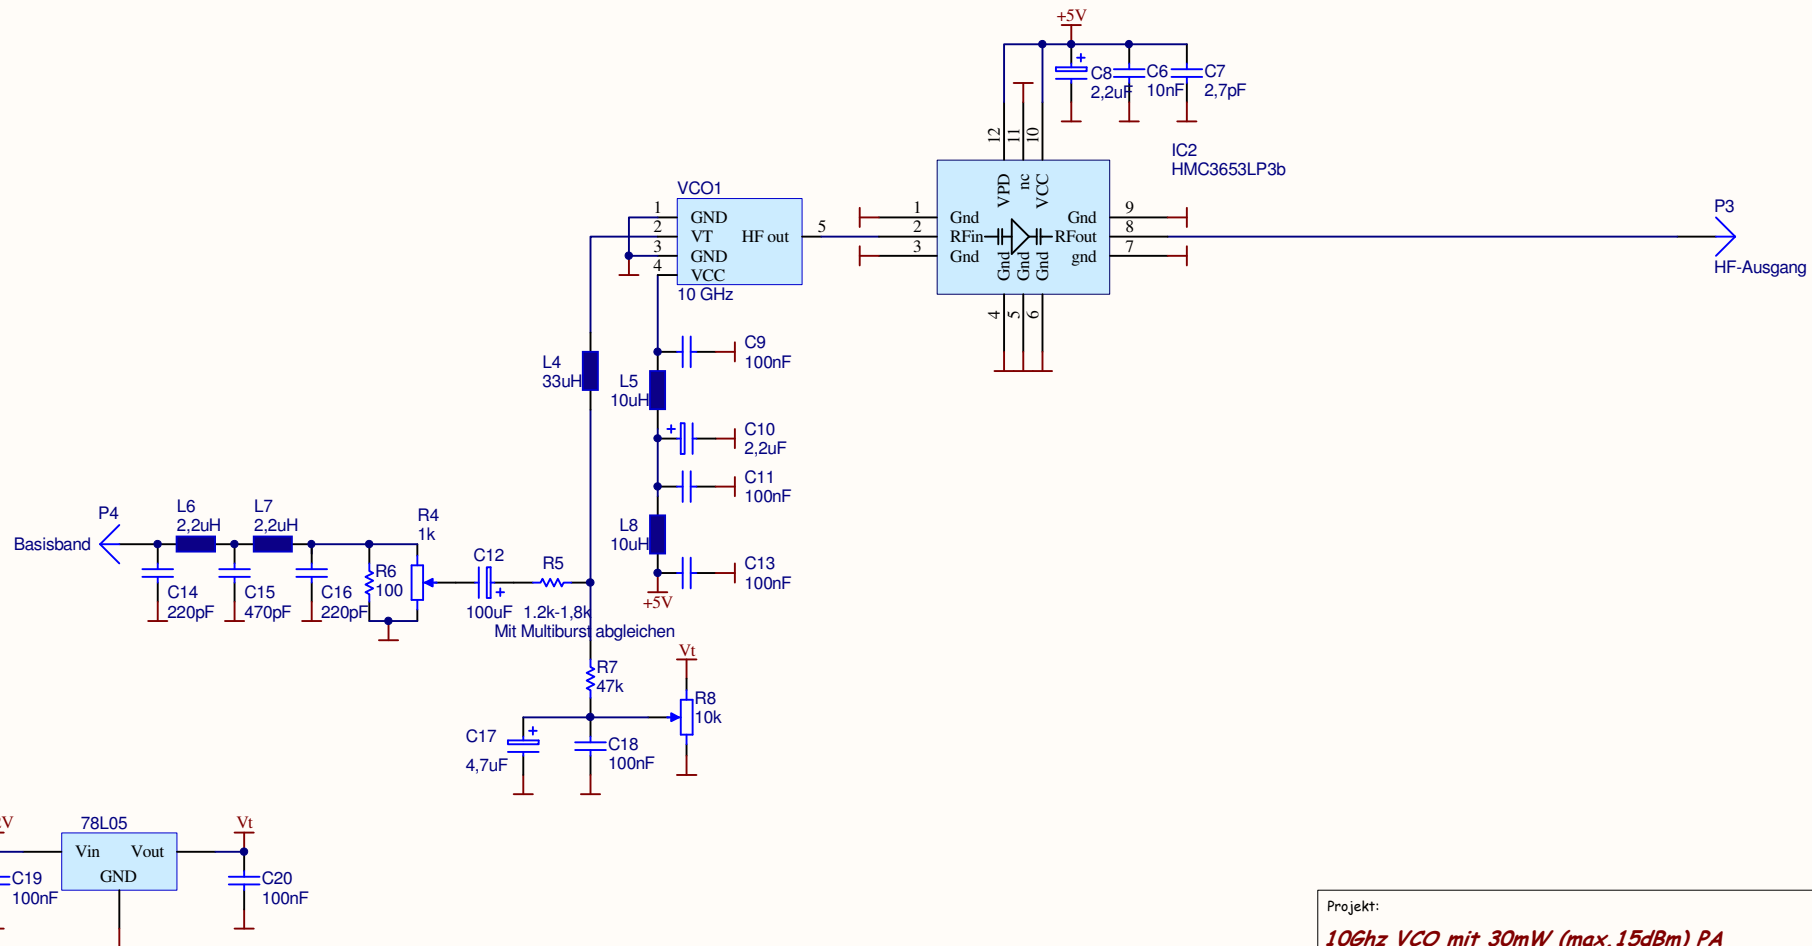 +5V
C8
2,2uF
C6
10nF
C7
2,7pF
12
11
10
IC2
HMC3653LP3b
VPD
nc
VCC
VCO1
1
GND
2
VT
HF out
5
3
GND
4
VCC
10 GHz
1
Gnd
Gnd
9
2
RFin
RFout
8
3
Gnd
gnd
7
Gnd
Gnd
Gnd
4
5
6
P3
HF-Ausgang
L4
33uH
C9
100nF
L5
10uH
+
C10
2,2uF
C11
100nF
L8
10uH
C13
100nF
+5V
P4
Basisband
L6
2,2uH
L7
2,2uH
R4
1k
C14
220pF
C15
470pF
C16
220pF
R6
100
C12
+
100uF
R5
1.2k-1,8k
Mit Multiburst abgleichen
R7
47k
Vt
R8
10k
C17
+
4,7uF
C18
100nF
V
78L05
Vt
Vin
Vout
GND
C19
100nF
C20
100nF
Projekt:
10Ghz VCO mit 30mW (max.15dBm) PA